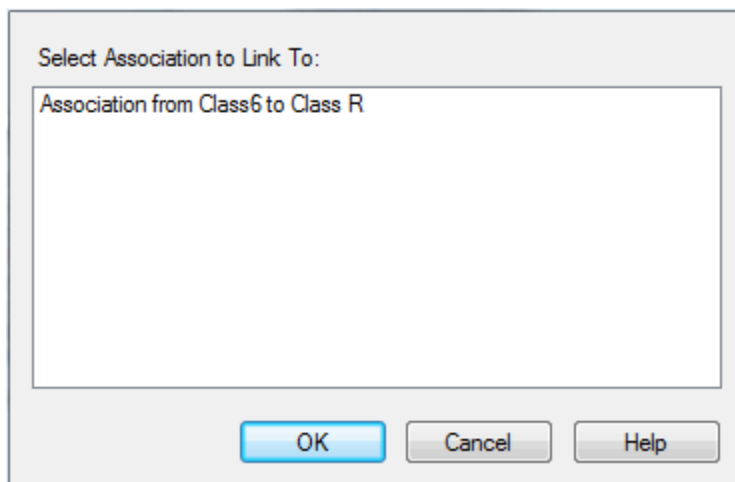 Select Association to Link To:
Association from Class6 to Class R
OK
Cancel
Help